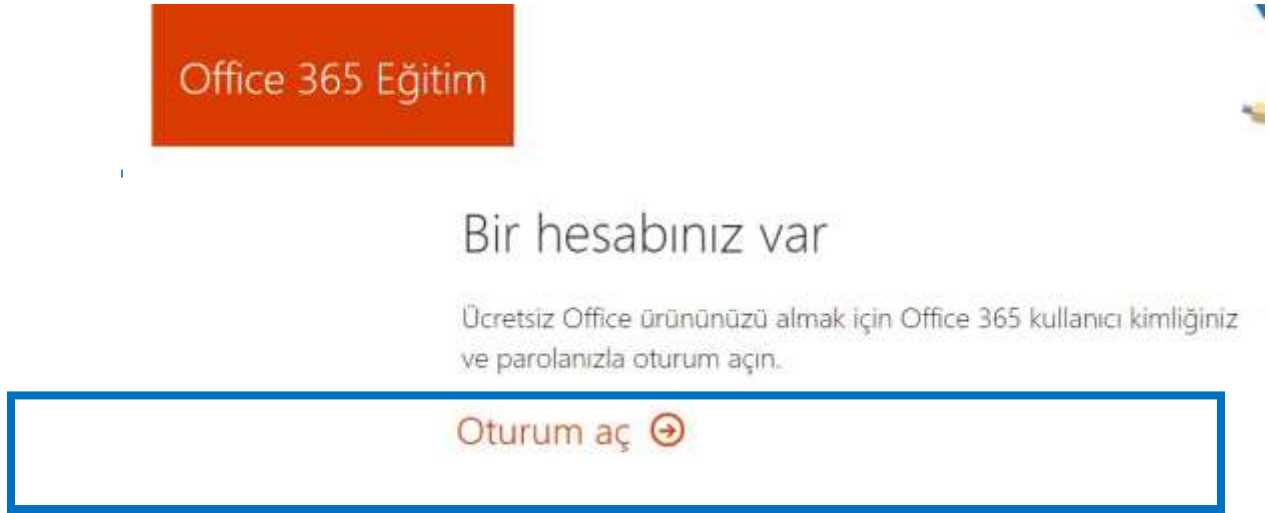 Office 365 Eğitim
Bir hesabınız var
Ücretsiz Office ürününüzü almak için Office 365 kullanıcı kimliğiniz
ve parolanızla oturum açın.
Oturum aç